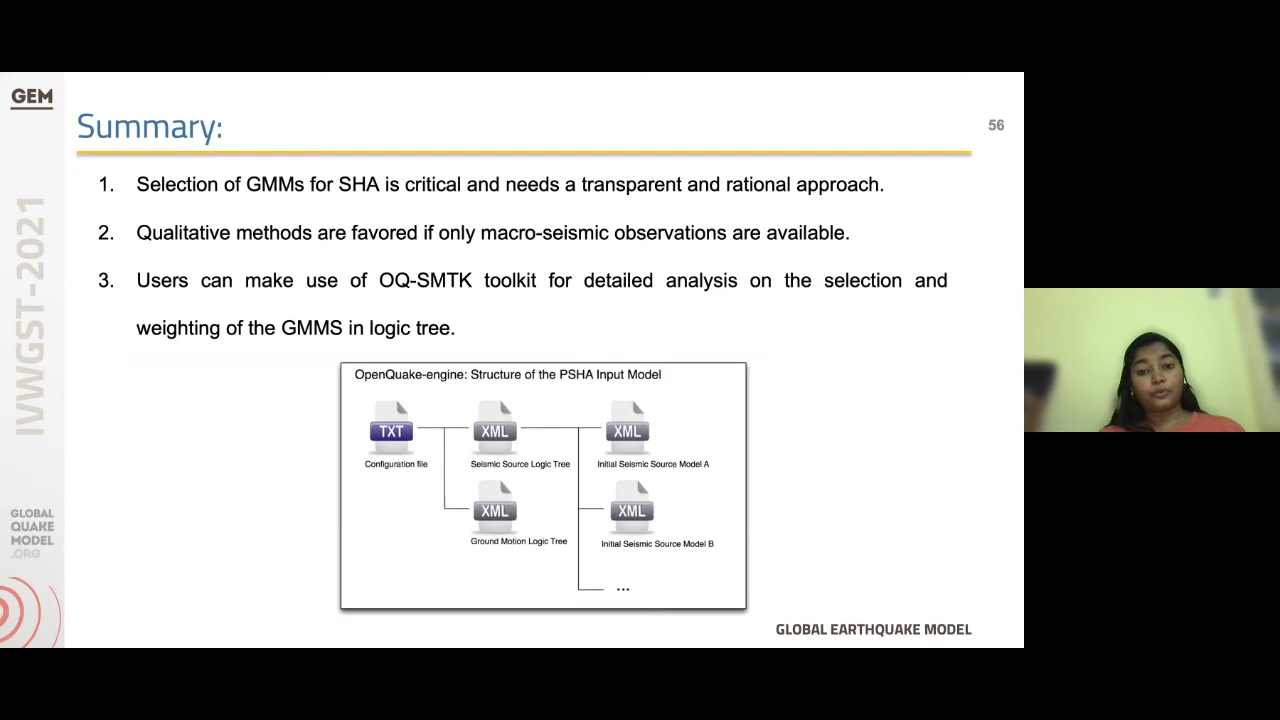 GEM
IVWGST-2021
GLOBAL
QUAKE
MODEL
.ORG
Summary:
56
1. Selection of GMMs for SHA is critical and needs a transparent and rational approach.
2. Qualitative methods are favored if only macro-seismic observations are available.
3. Users can make use of OQ-SMTK toolkit for detailed analysis on the selection and
weighting of the GMMS in logic tree.
OpenQuake-engine: Structure of the PSHA Input Model
TXT
Configuration file
XML
Seismic Source Logic Tree
XML
Initial Seismic Source Model A
XML
Ground Motion Logic Tree
XML
Initial Seismic Source Model B
...
GLOBAL EARTHQUAKE MODEL